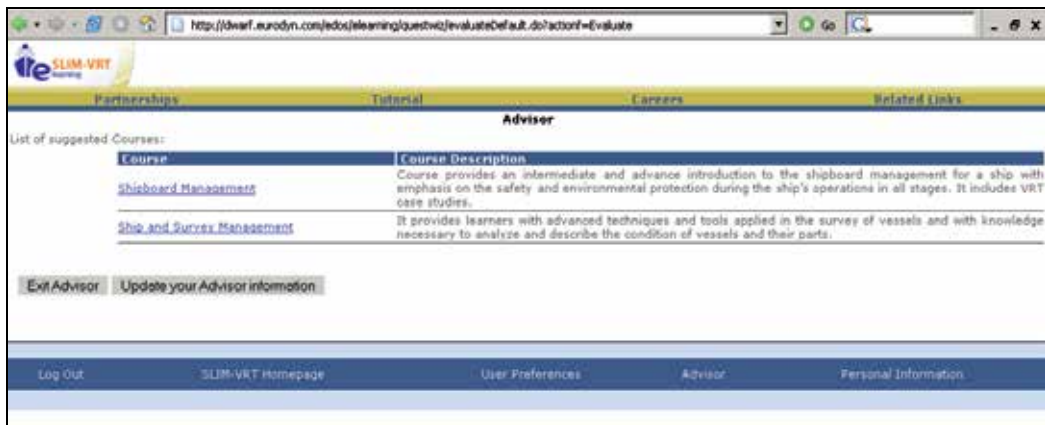 http://dwarf.eurodyn.com/edos/elearning/questwiz/evaluateDefault.do?actionf=Evaluate
Go
SLIM-VRT
learning
Partnerships Tutorial Careers Related Links
Advisor
List of suggested Courses:
Course Course Description
Shipboard Management
Course provides an intermediate and advance introduction to the shipboard management for a ship with
emphasis on the safety and environmental protection during the ship's operations in all stages. It includes VRT
case studies.
Ship and Survey Management
It provides learners with advanced techniques and tools applied in the survey of vessels and with knowledge
necessary to analyze and describe the condition of vessels and their parts.
Exit Advisor Update your Advisor information
Log Out SLIM-VRT Homepage User Preferences Advisor Personal Information